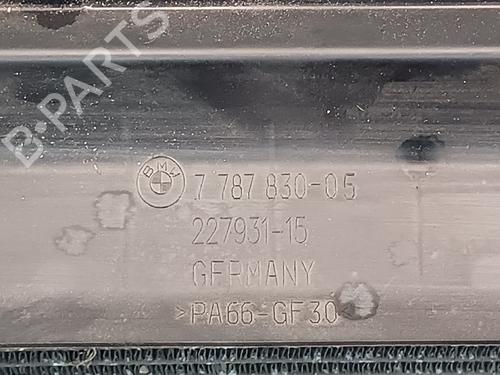 B-PARTS
BMW 7 787 830-05
227931-15
GERMANY
>PA66-GF30<